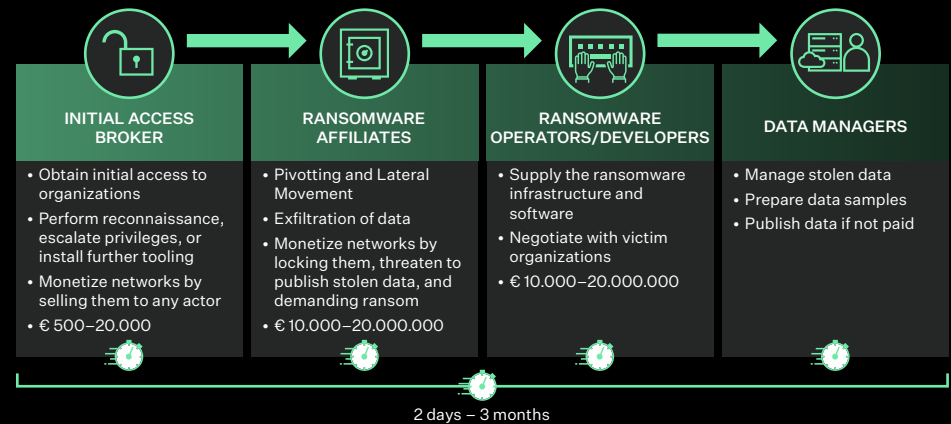 INITIAL ACCESS
BROKER
• Obtain initial access to
organizations
• Perform reconnaissance,
escalate privileges, or
install further tooling
• Monetize networks by
selling them to any actor
• € 500–20.000
RANSOMWARE
AFFILIATES
• Pivotting and Lateral
Movement
• Exfiltration of data
• Monetize networks by
locking them, threaten to
publish stolen data, and
demanding ransom
• € 10.000–20.000.000
RANSOMWARE
OPERATORS/DEVELOPERS
• Supply the ransomware
infrastructure and
software
• Negotiate with victim
organizations
• € 10.000–20.000.000
DATA MANAGERS
• Manage stolen data
• Prepare data samples
• Publish data if not paid
2 days – 3 months